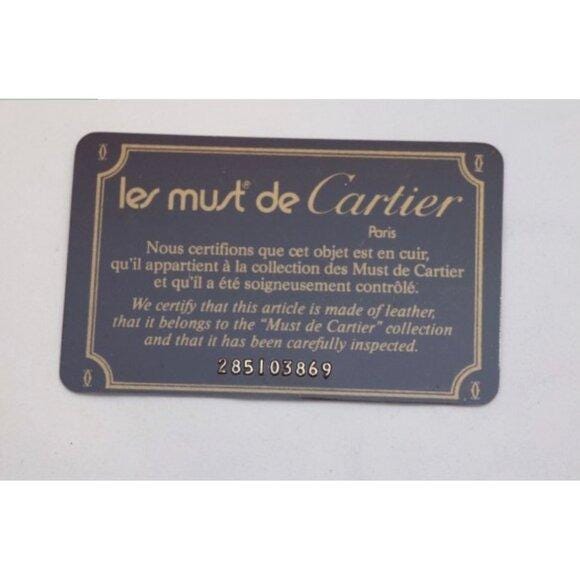 les must® de Cartier
Paris
Nous certifions que cet objet est en cuir,
qu'il appartient à la collection des Must de Cartier
et qu'il a été soigneusement contrôlé.
We certify that this article is made of leather,
that it belongs to the "Must de Cartier" collection
and that it has been carefully inspected.
285103869